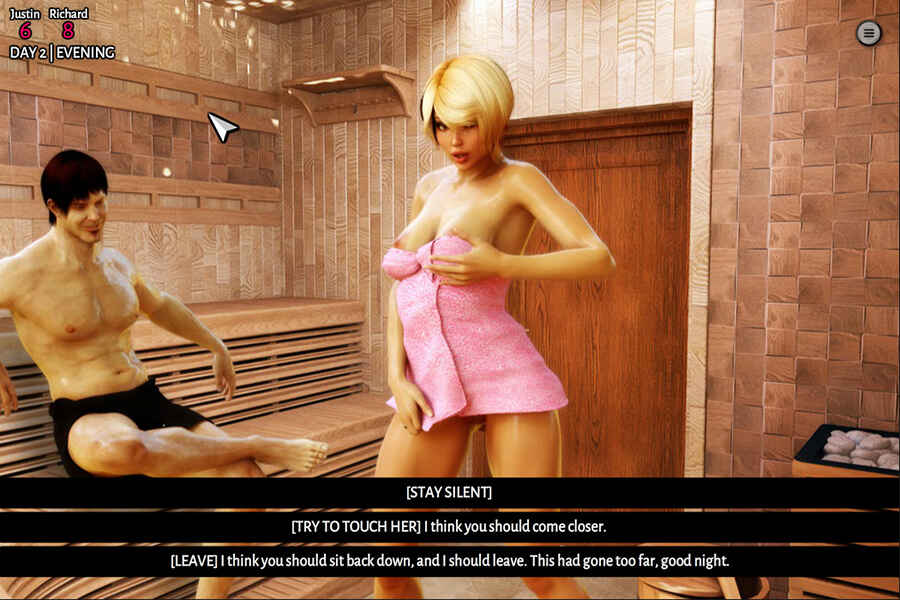 Justin Richard
6 8
DAY 2 | EVENING
[STAY SILENT]
[TRY TO TOUCH HER] I think you should come closer.
[LEAVE] I think you should sit back down, and I should leave. This had gone too far, good night.